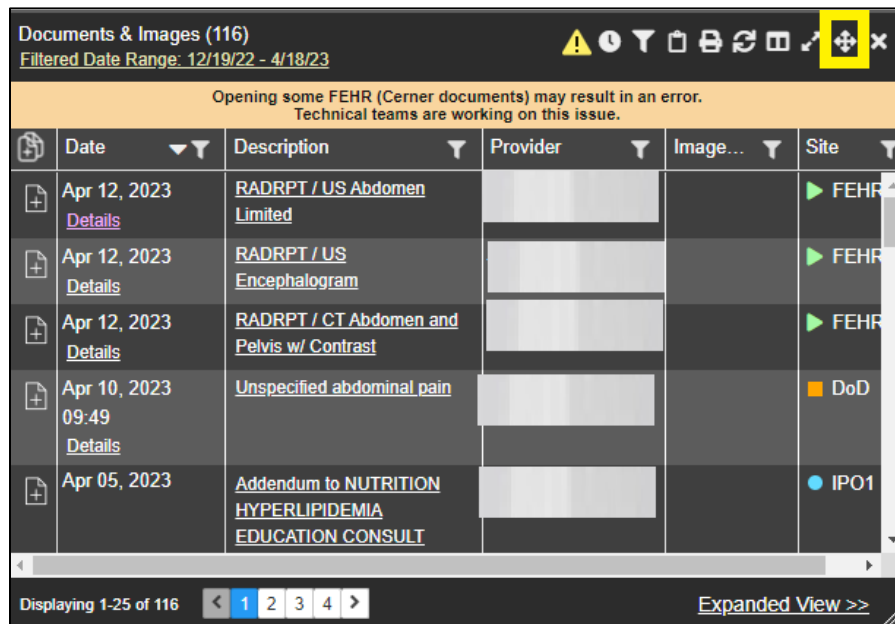 Documents & Images (116)
Filtered Date Range: 12/19/22 - 4/18/23
Opening some FEHR (Cerner documents) may result in an error.
Technical teams are working on this issue.
Date Description Provider Image... Site
Apr 12, 2023 RADRPT / US Abdomen FEHR
Details Limited
Apr 12, 2023 RADRPT / US FEHR
Details Encephalogram
Apr 12, 2023 RADRPT / CT Abdomen and FEHR
Details Pelvis w/ Contrast
Apr 10, 2023 Unspecified abdominal pain DoD
09:49
Details
Apr 05, 2023 Addendum to NUTRITION IPO1
HYPERLIPIDEMIA
EDUCATION CONSULT
Displaying 1-25 of 116 < 1 2 3 4 > Expanded View >>